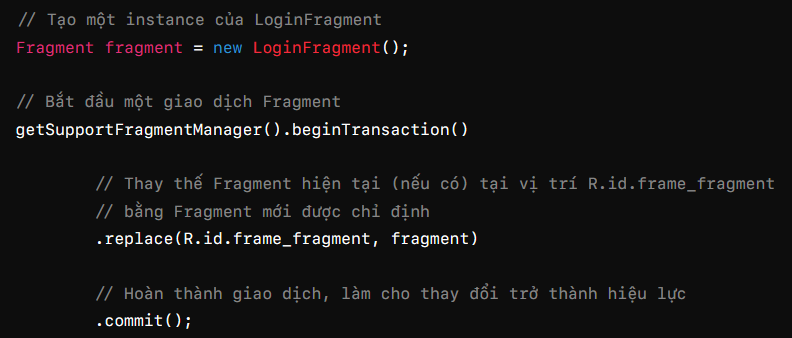 // Tạo một instance của LoginFragment
Fragment fragment = new LoginFragment();
// Bắt đầu một giao dịch Fragment
getSupportFragmentManager().beginTransaction()
// Thay thế Fragment hiện tại (nếu có) tại vị trí R.id.frame_fragment
// bằng Fragment mới được chỉ định
.replace(R.id.frame_fragment, fragment)
// Hoàn thành giao dịch, làm cho thay đổi trở thành hiệu lực
.commit();